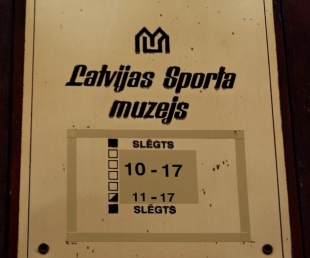 Latvijas Sporta
muzejs
SLĒGTS
10-17
11-17
SLĒGTS